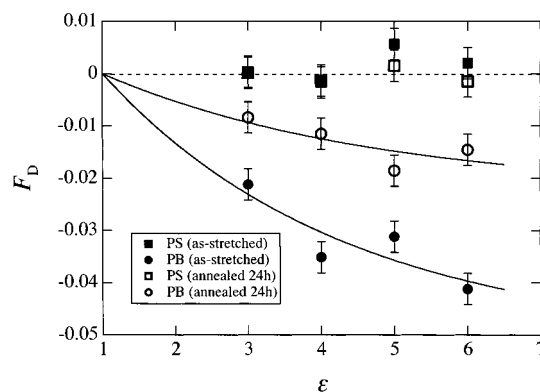 0.01
0
-0.01
-0.02
-0.03
-0.04
-0.05
F_D
PS (as-stretched)
PB (as-stretched)
PS (annealed 24h)
PB (annealed 24h)
1 2 3 4 5 6 7
ε